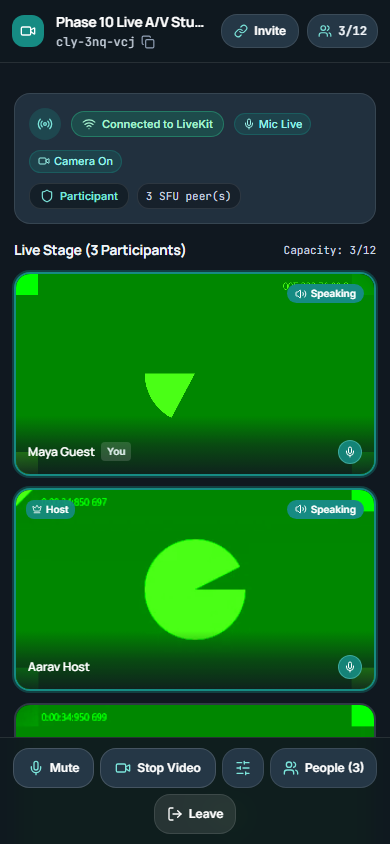 Phase 10 Live A/V Stu...
cly-3nq-vcj
Invite
3/12
Connected to LiveKit
Mic Live
Camera On
Participant
3 SFU peer(s)
Live Stage (3 Participants)
Capacity: 3/12
Speaking
Maya Guest
You
0:00:34:850 697
Host
Speaking
Aarav Host
0:00:34:950 699
Mute
Stop Video
People (3)
Leave